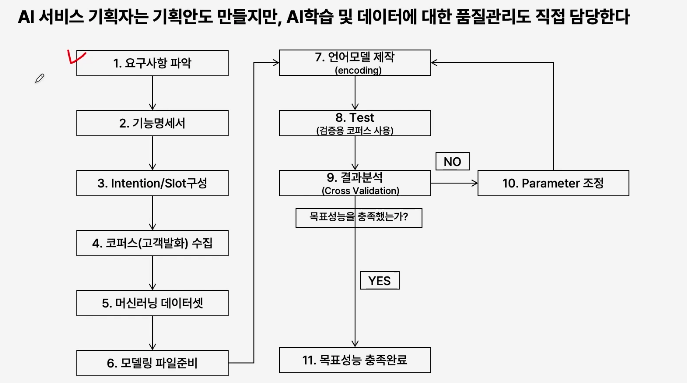 AI 서비스 기획자는 기획안도 만들지만, AI학습 및 데이터에 대한 품질관리도 직접 담당한다
1. 요구사항 파악
2. 기능명세서
3. Intention/Slot구성
4. 코퍼스(고객발화) 수집
5. 머신러닝 데이터셋
6. 모델링 파일준비
7. 언어모델 제작
(encoding)
8. Test
(검증용 코퍼스 사용)
9. 결과분석
(Cross Validation)
목표성능을 충족했는가?
NO
10. Parameter 조정
YES
11. 목표성능 충족완료